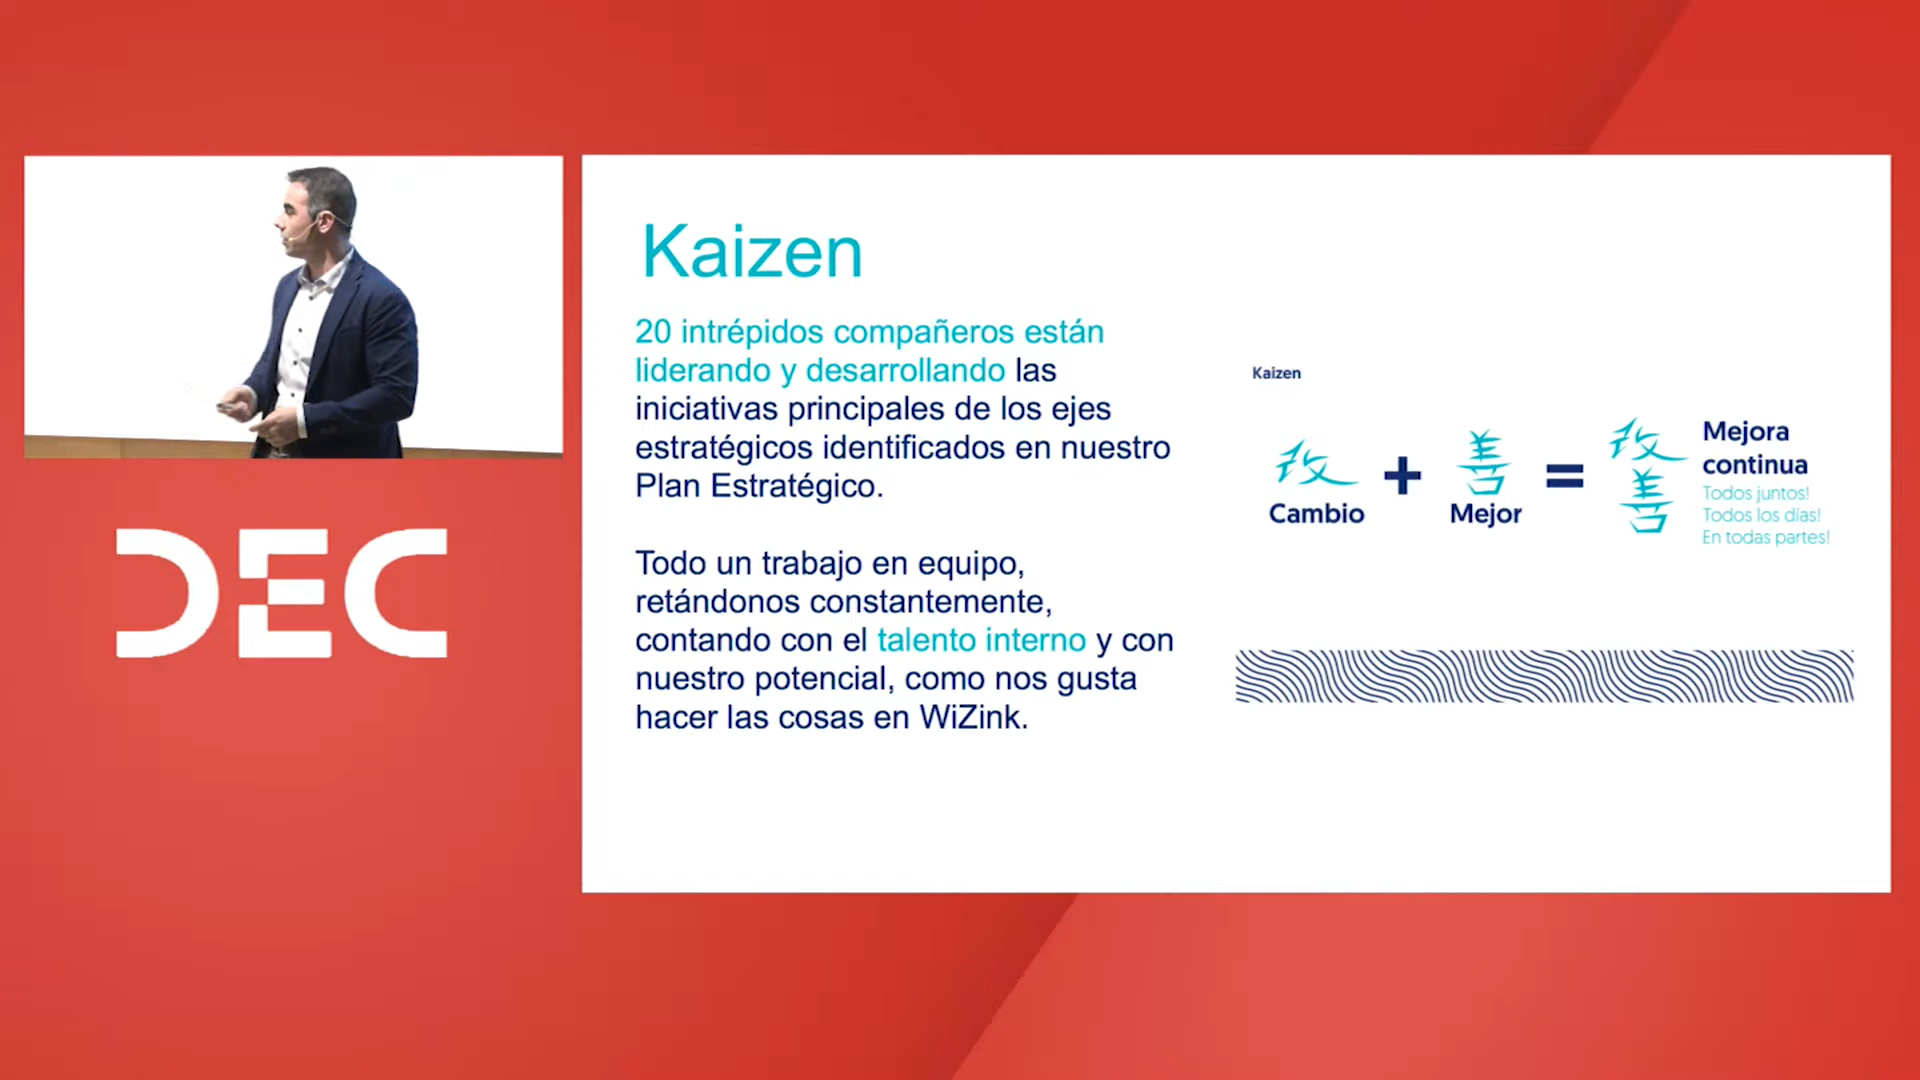 DEC
Kaizen
20 intrépidos compañeros están
liderando y desarrollando las
iniciativas principales de los ejes
estratégicos identificados en nuestro
Plan Estratégico.
Todo un trabajo en equipo,
retándonos constantemente,
contando con el talento interno y con
nuestro potencial, como nos gusta
hacer las cosas en WiZink.
Kaizen
改 + 善 = 改善
Cambio
Mejor
Mejora
continua
Todos juntos!
Todos los días!
En todas partes!